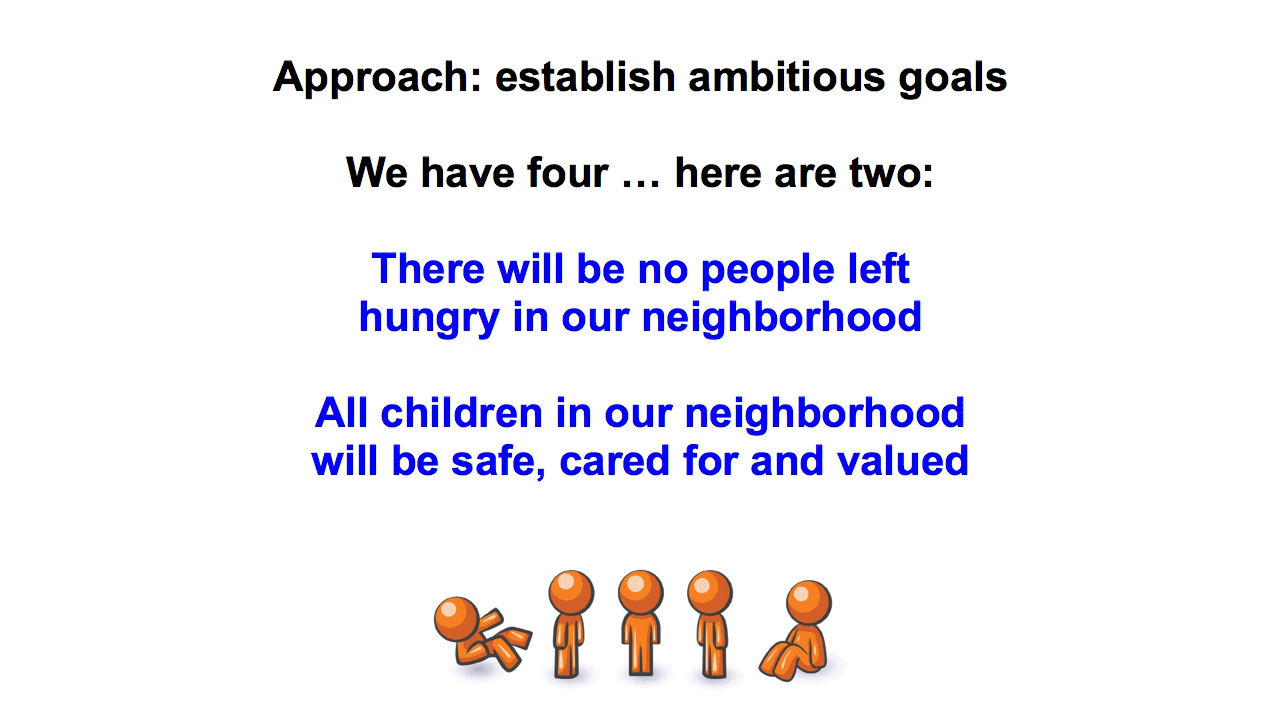 Approach: establish ambitious goals
We have four … here are two:
There will be no people left
hungry in our neighborhood
All children in our neighborhood
will be safe, cared for and valued